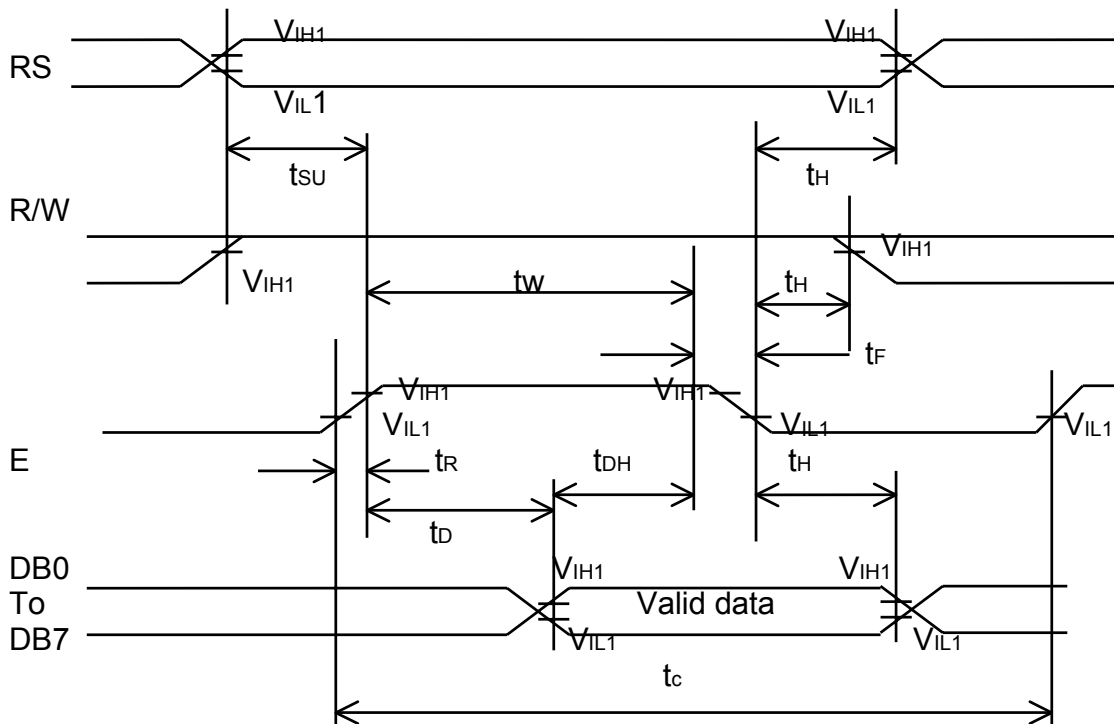 VIH1 VIH1
RS
VIL1 VIL1
tSU tH
R/W
VIH1
VIH1 tW tH
tF
VIH1 VIH1
VIL1 VIL1 VIL1
E tR tDH tH
tD
DB0 VIH1 VIH1
To Valid data
DB7 VIL1 VIL1
tc